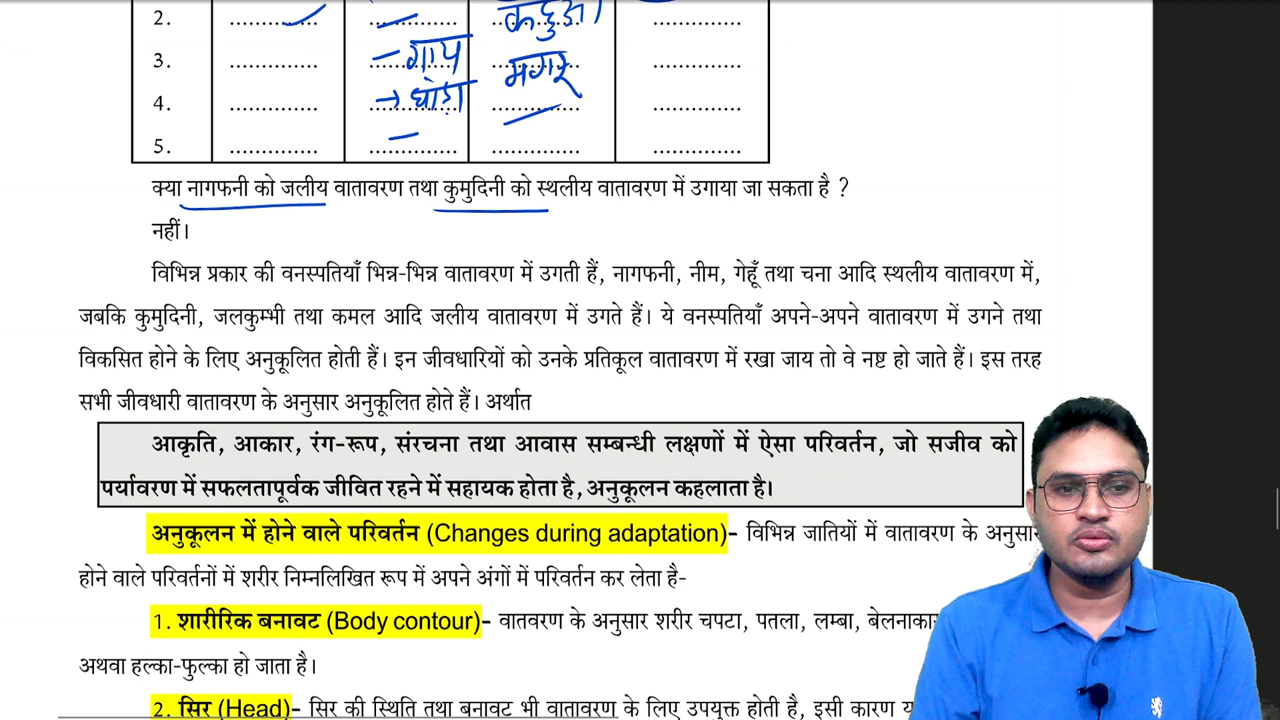 2. .............. .............. कछुआ ..............
3. .............. गाय मगर ..............
4. .............. घोड़ा .............. ..............
5. .............. .............. .............. ..............
क्या नागफनी को जलीय वातावरण तथा कुमुदिनी को स्थलीय वातावरण में उगाया जा सकता है ?
नहीं।
विभिन्न प्रकार की वनस्पतियाँ भिन्न-भिन्न वातावरण में उगती हैं, नागफनी, नीम, गेहूँ तथा चना आदि स्थलीय वातावरण में,
जबकि कुमुदिनी, जलकुम्भी तथा कमल आदि जलीय वातावरण में उगते हैं। ये वनस्पतियाँ अपने-अपने वातावरण में उगने तथा
विकसित होने के लिए अनुकूलित होती हैं। इन जीवधारियों को उनके प्रतिकूल वातावरण में रखा जाय तो वे नष्ट हो जाते हैं। इस तरह
सभी जीवधारी वातावरण के अनुसार अनुकूलित होते हैं। अर्थात
आकृति, आकार, रंग-रूप, संरचना तथा आवास सम्बन्धी लक्षणों में ऐसा परिवर्तन, जो सजीव को
पर्यावरण में सफलतापूर्वक जीवित रहने में सहायक होता है, अनुकूलन कहलाता है।
अनुकूलन में होने वाले परिवर्तन (Changes during adaptation)- विभिन्न जातियों में वातावरण के अनुसार
होने वाले परिवर्तनों में शरीर निम्नलिखित रूप में अपने अंगों में परिवर्तन कर लेता है-
1. शारीरिक बनावट (Body contour)- वातवरण के अनुसार शरीर चपटा, पतला, लम्बा, बेलनाकार
अथवा हल्का-फुल्का हो जाता है।
2. सिर (Head)- सिर की स्थिति तथा बनावट भी वातावरण के लिए उपयुक्त होती है, इसी कारण